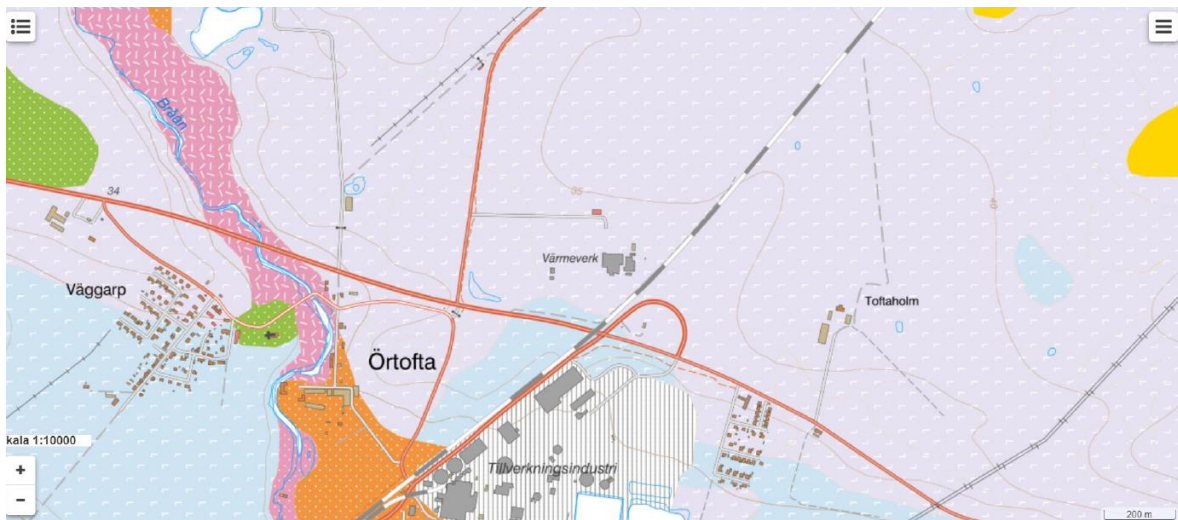 Bråån
34
35
Värmeverk
Väggarp
Toftaholm
Örtofta
kala 1:10000
+
Tillverkningsindustri
−
200 m